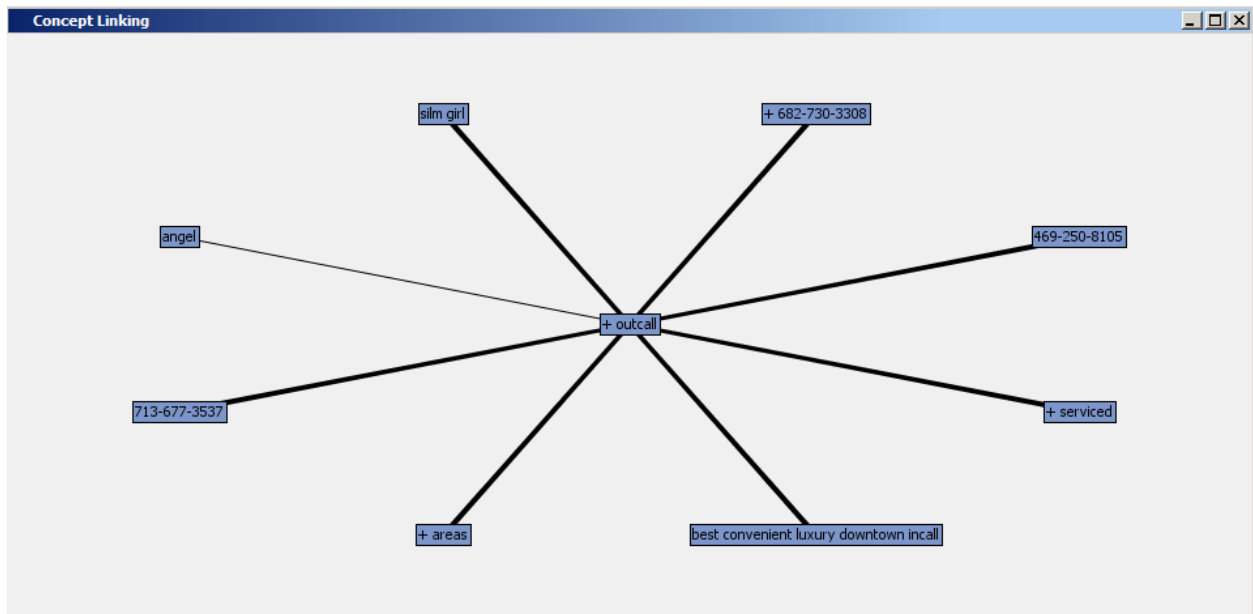 Concept Linking
silm girl
+ 682-730-3308
angel
469-250-8105
+ outcall
713-677-3537
+ serviced
+ areas
best convenient luxury downtown incall